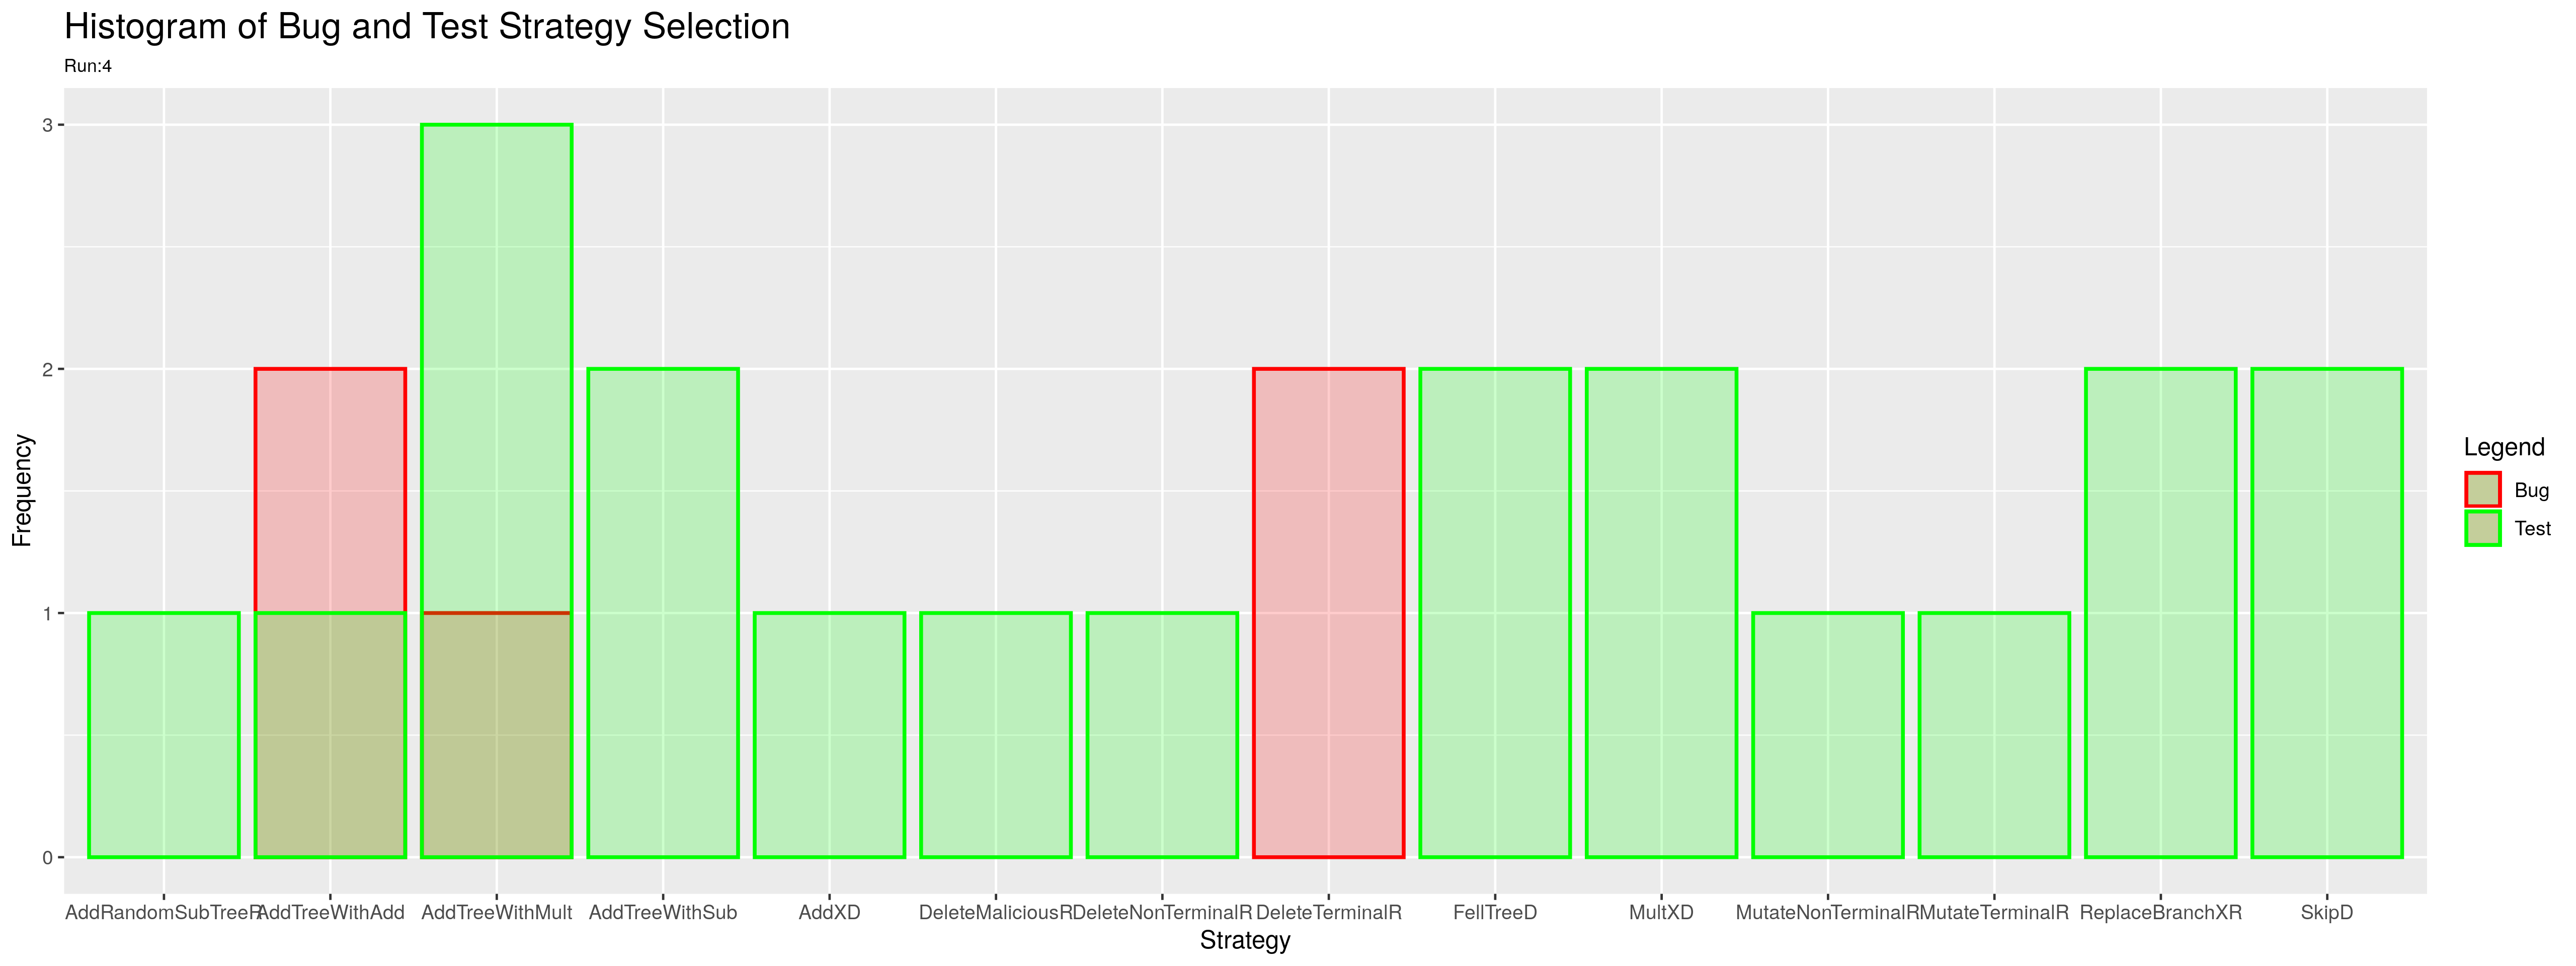 Histogram of Bug and Test Strategy Selection
Run:4
Frequency
3
2
1
0
AddRandomSubTreeR AddTreeWithAdd AddTreeWithMult AddTreeWithSub AddXD DeleteMaliciousR DeleteNonTerminalR DeleteTerminalR FellTreeD MultXD MutateNonTerminalR MutateTerminalR ReplaceBranchXR SkipD
Strategy
Legend
Bug
Test